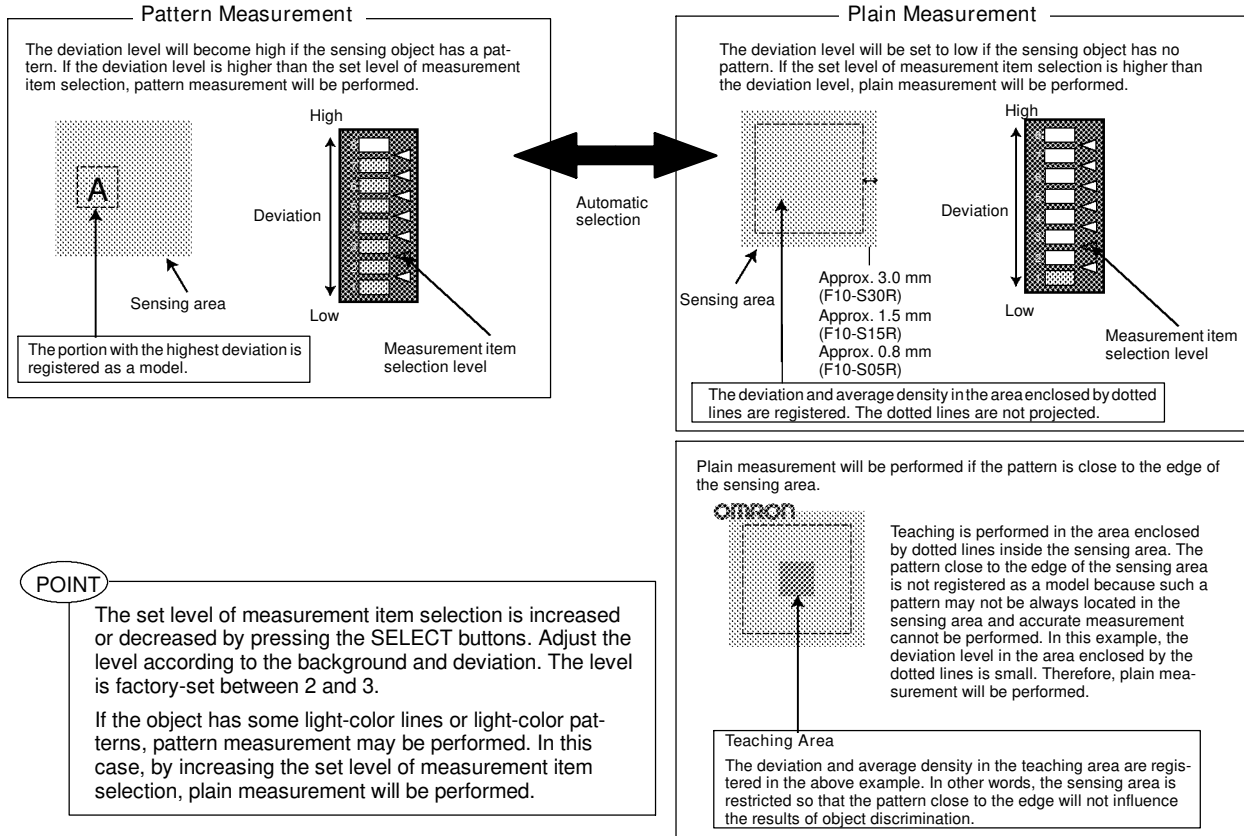 Pattern Measurement
The deviation level will become high if the sensing object has a pat-
tern. If the deviation level is higher than the set level of measurement
item selection, pattern measurement will be performed.
High
A
Deviation
Sensing area
Low
The portion with the highest deviation is
registered as a model.
Measurement item
selection level
Automatic
selection
Plain Measurement
The deviation level will be set to low if the sensing object has no
pattern. If the set level of measurement item selection is higher than
the deviation level, plain measurement will be performed.
High
Deviation
Sensing area
Approx. 3.0 mm
(F10-S30R)
Approx. 1.5 mm
(F10-S15R)
Approx. 0.8 mm
(F10-S05R)
Low
Measurement item
selection level
The deviation and average density in the area enclosed by dotted
lines are registered. The dotted lines are not projected.
Plain measurement will be performed if the pattern is close to the edge of
the sensing area.
OMRON
Teaching is performed in the area enclosed
by dotted lines inside the sensing area. The
pattern close to the edge of the sensing area
is not registered as a model because such a
pattern may not be always located in the
sensing area and accurate measurement
cannot be performed. In this example, the
deviation level in the area enclosed by the
dotted lines is small. Therefore, plain mea-
surement will be performed.
Teaching Area
The deviation and average density in the teaching area are regis-
tered in the above example. In other words, the sensing area is
restricted so that the pattern close to the edge will not influence
the results of object discrimination.
POINT
The set level of measurement item selection is increased
or decreased by pressing the SELECT buttons. Adjust the
level according to the background and deviation. The level
is factory-set between 2 and 3.
If the object has some light-color lines or light-color pat-
terns, pattern measurement may be performed. In this
case, by increasing the set level of measurement item
selection, plain measurement will be performed.